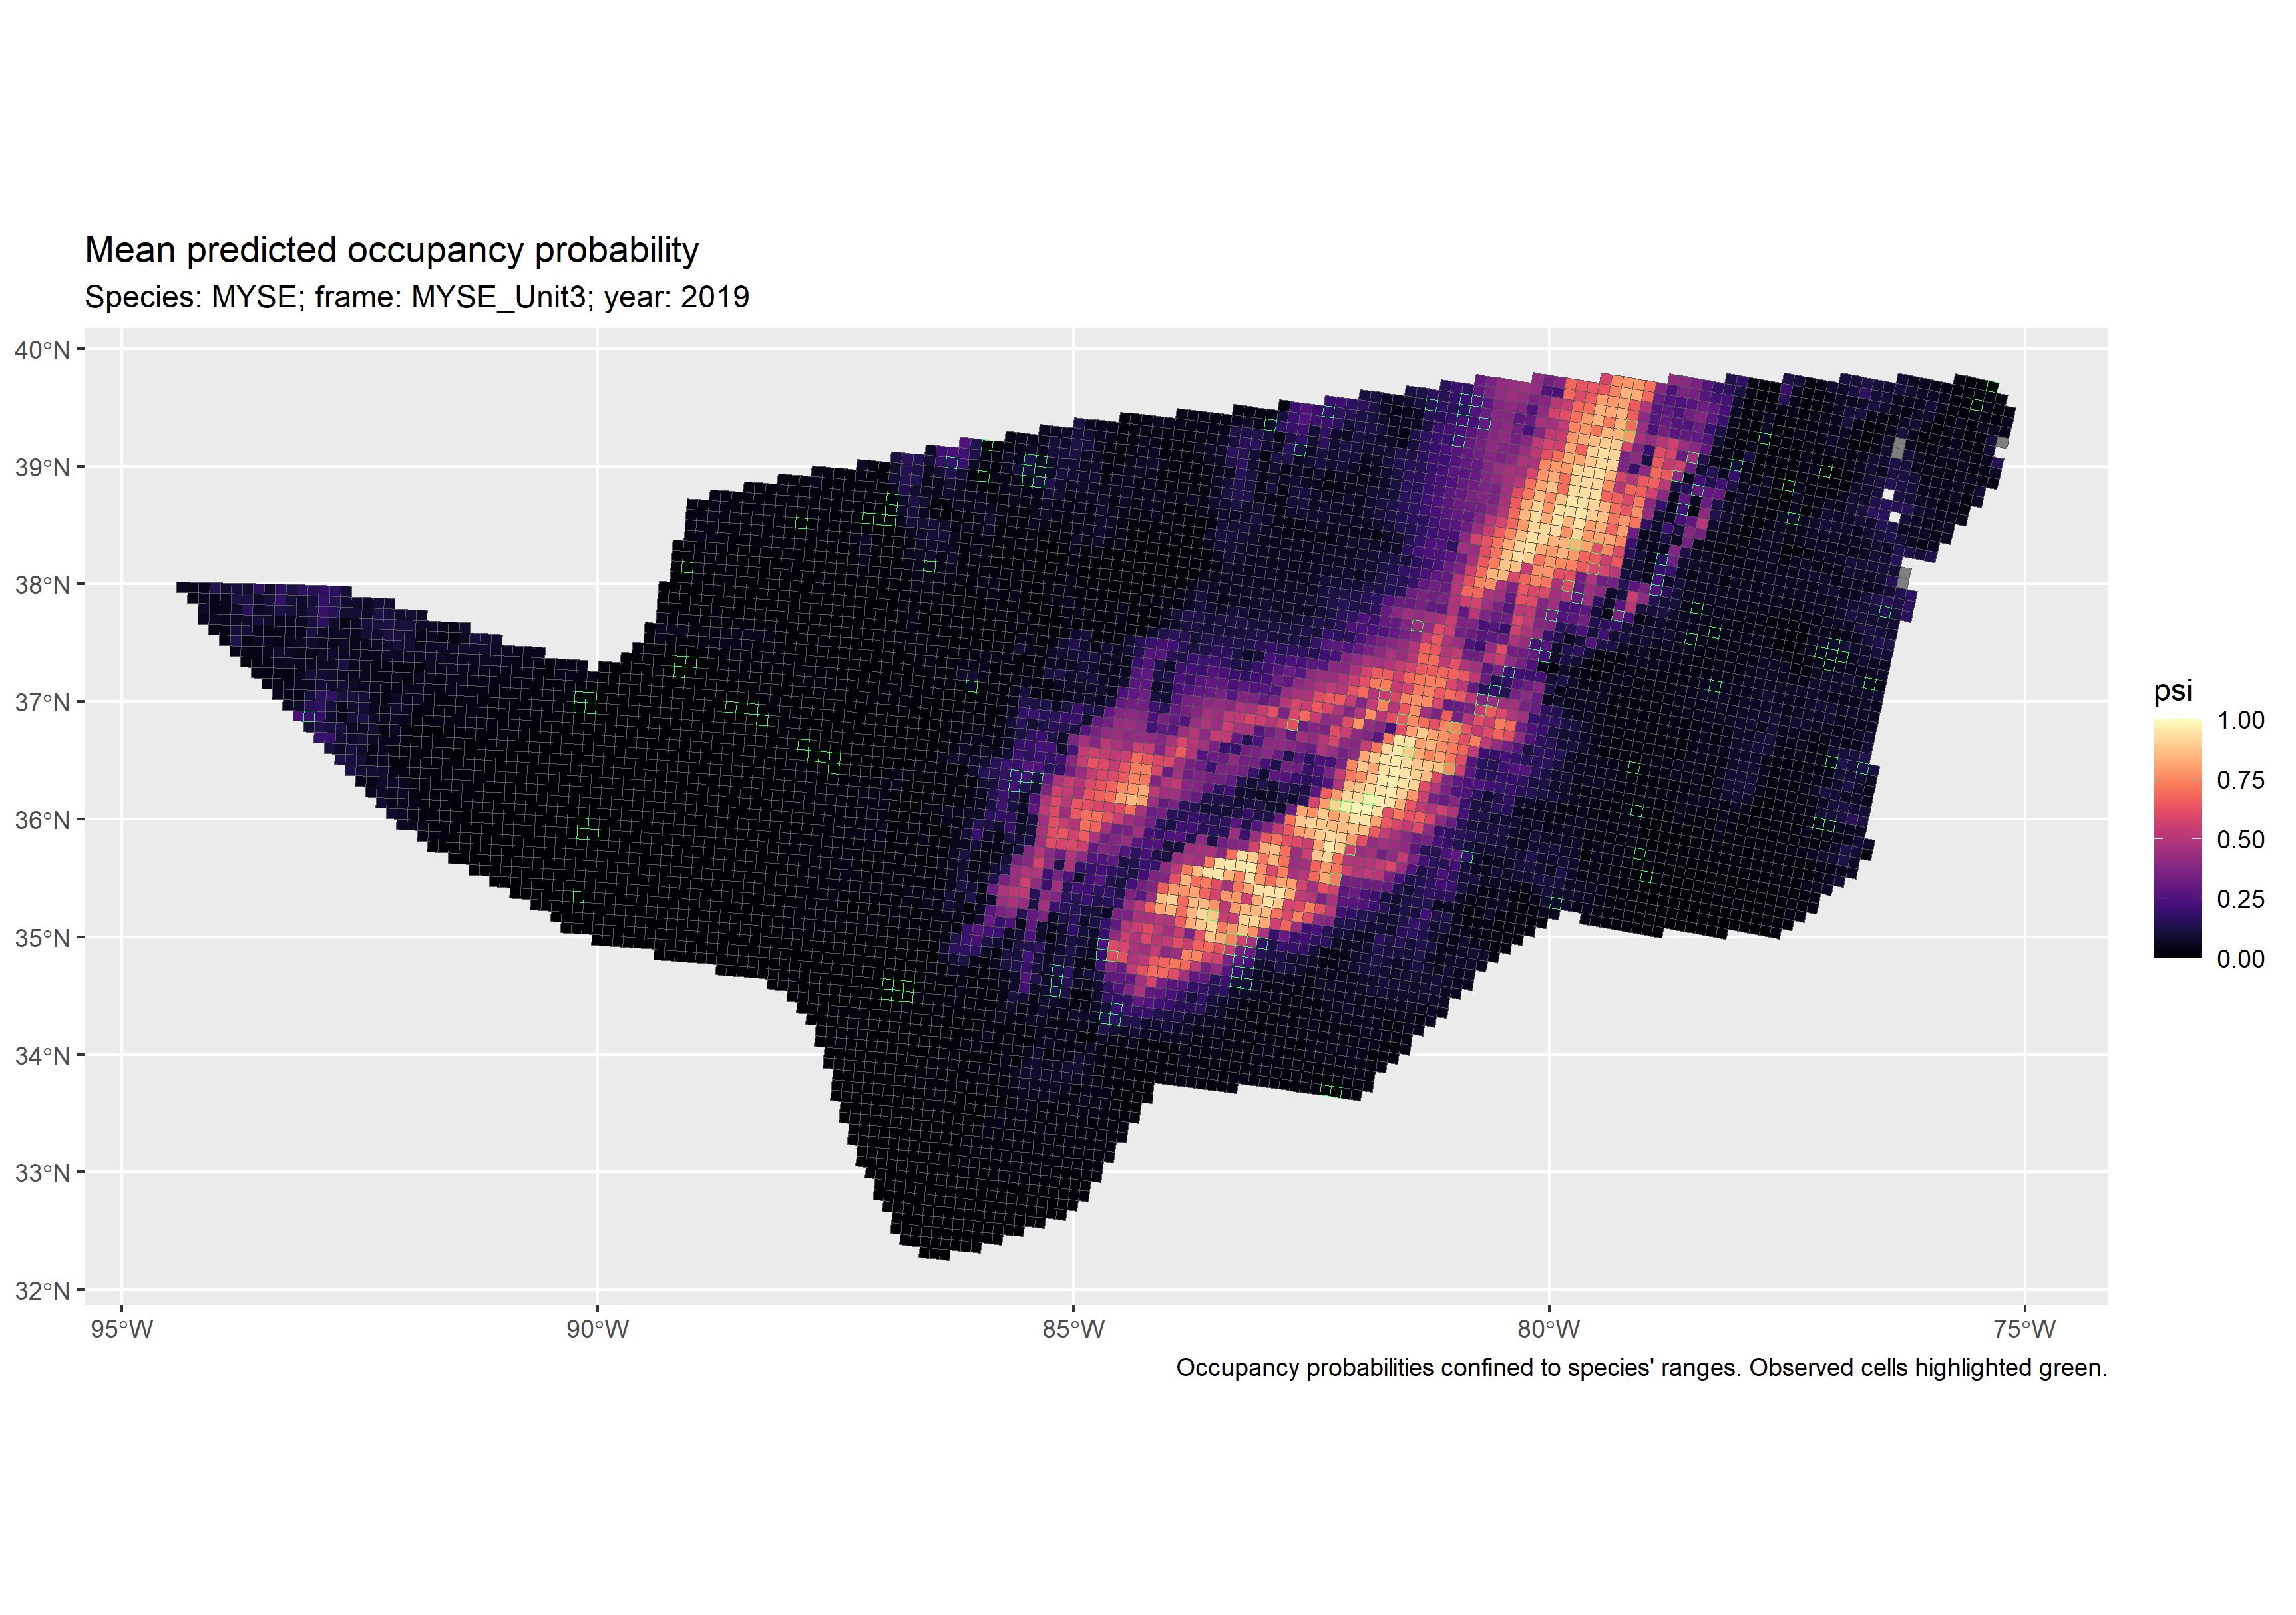 Mean predicted occupancy probability
Species: MYSE; frame: MYSE_Unit3; year: 2019
40°N
39°N
38°N
37°N
36°N
35°N
34°N
33°N
32°N
95°W
90°W
85°W
80°W
75°W
psi
1.00
0.75
0.50
0.25
0.00
Occupancy probabilities confined to species' ranges. Observed cells highlighted green.